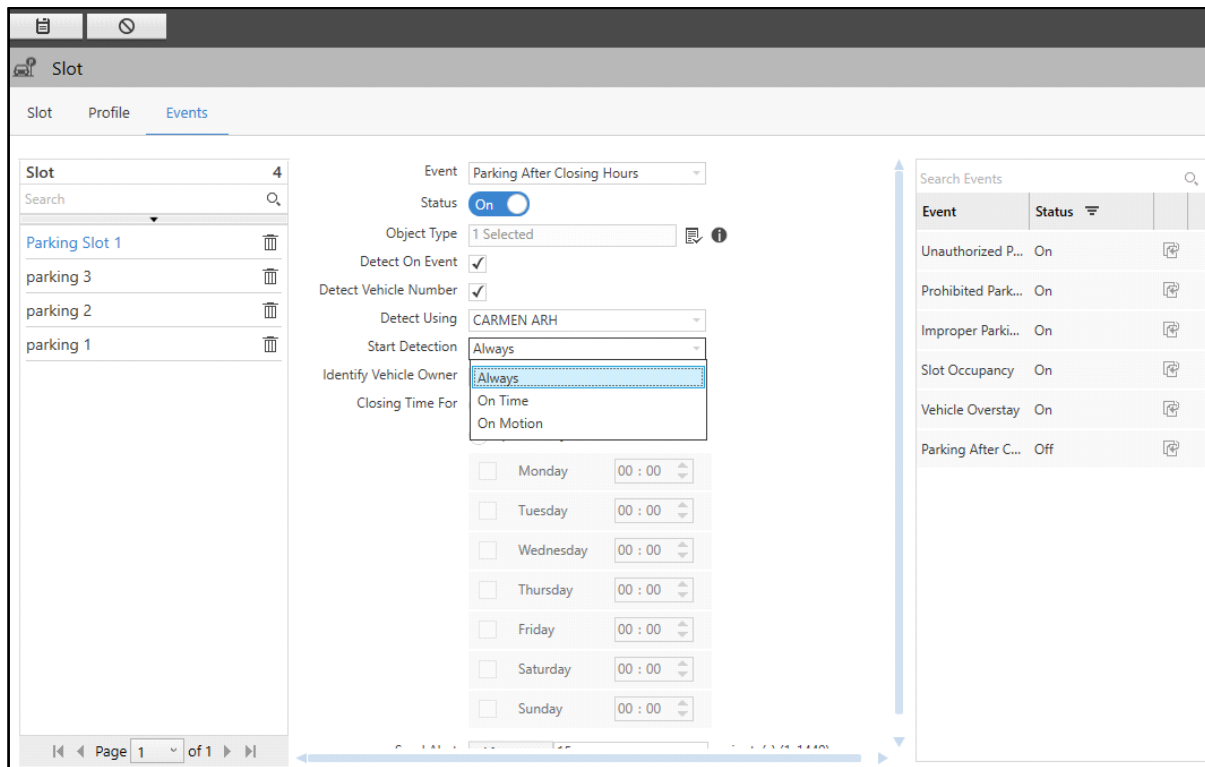 Slot
Slot Profile Events
Slot 4
Search
Parking Slot 1
parking 3
parking 2
parking 1
Page 1 of 1
Event Parking After Closing Hours
Status On
Object Type 1 Selected
Detect On Event
Detect Vehicle Number
Detect Using CARMEN ARH
Start Detection Always
Identify Vehicle Owner
Closing Time For
Always
On Time
On Motion
Monday 00 : 00
Tuesday 00 : 00
Wednesday 00 : 00
Thursday 00 : 00
Friday 00 : 00
Saturday 00 : 00
Sunday 00 : 00
Search Events
Event Status
Unauthorized P... On
Prohibited Park... On
Improper Parki... On
Slot Occupancy On
Vehicle Overstay On
Parking After C... Off